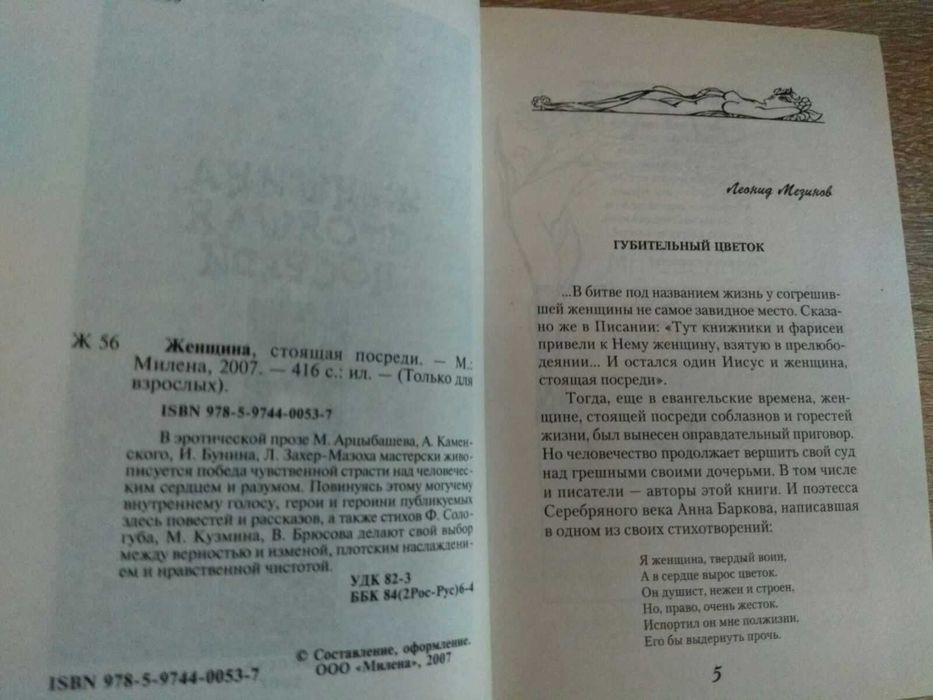 Ж 56
Женщина, стоящая посреди. — М.:
Милена, 2007. — 416 с.: ил. — (Только для
взрослых).
ISBN 978-5-9744-0053-7
В эротической прозе М. Арцыбашева, А. Камен-
ского, И. Бунина, Л. Захер-Мазоха мастерски живо-
писуется победа чувственной страсти над человечес-
ким сердцем и разумом. Повинуясь этому могучему
внутреннему голосу, герои и героини публикуемых
здесь повестей и рассказов, а также стихов Ф. Соло-
губа, М. Кузмина, В. Брюсова делают свой выбор
между верностью и изменой, плотским наслаждени-
ем и нравственной чистотой.
УДК 82-3
ББК 84(2Рос-Рус)6-4
© Составление, оформление.
ООО «Милена», 2007
ISBN 978-5-9744-0053-7
Леонид Мезинов
ГУБИТЕЛЬНЫЙ ЦВЕТОК
...В битве под названием жизнь у согрешив-
шей женщины не самое завидное место. Сказа-
но же в Писании: «Тут книжники и фарисеи
привели к Нему женщину, взятую в прелюбо-
деянии... И остался один Иисус и женщина,
стоящая посреди».
Тогда, еще в евангельские времена, жен-
щине, стоящей посреди соблазнов и горестей
жизни, был вынесен оправдательный приговор.
Но человечество продолжает вершить свой суд
над грешными своими дочерьми. В том числе
и писатели — авторы этой книги. И поэтесса
Серебряного века Анна Баркова, написавшая
в одном из своих стихотворений:
Я женщина, твердый воин,
А в сердце вырос цветок.
Он душист, нежен и строен,
Но, право, очень жесток.
Испортил он мне полжизни,
Его бы выдернуть прочь.
5